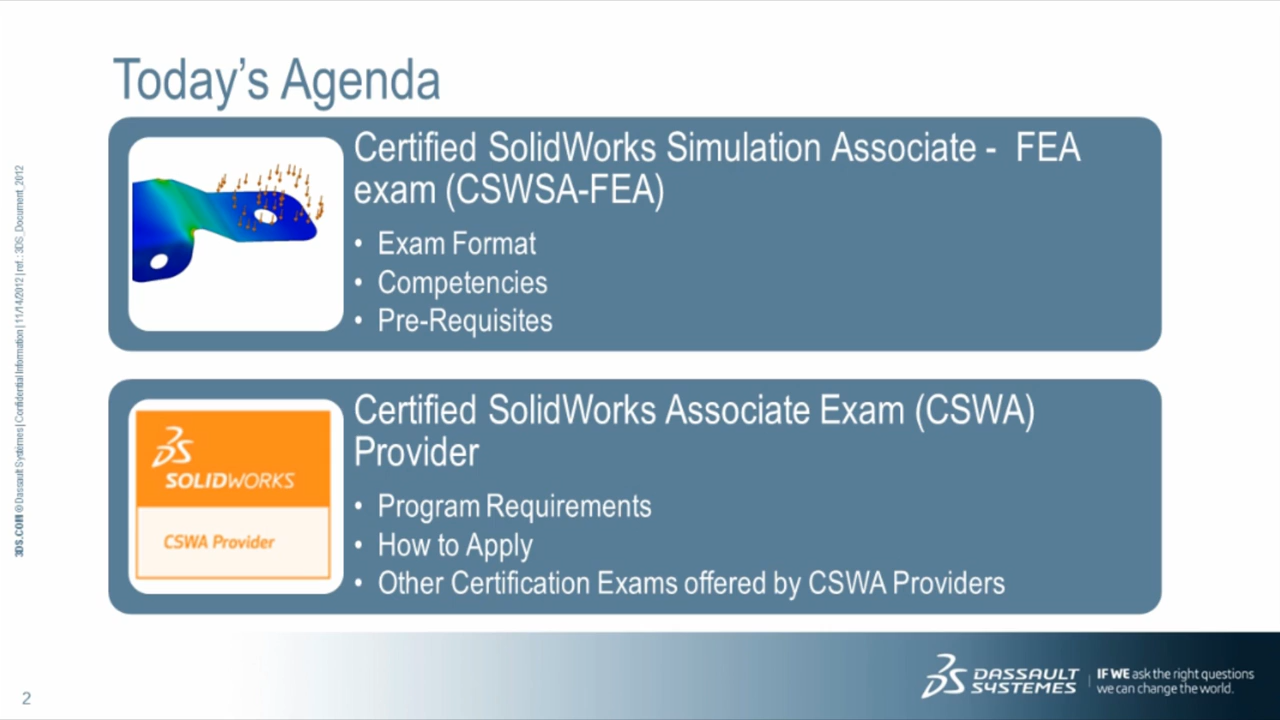 Today's Agenda
Certified SolidWorks Simulation Associate - FEA
exam (CSWSA-FEA)
• Exam Format
• Competencies
• Pre-Requisites
Certified SolidWorks Associate Exam (CSWA)
Provider
• Program Requirements
• How to Apply
• Other Certification Exams offered by CSWA Providers
SOLIDWORKS
CSWA Provider
3DS.COM © Dassault Systèmes | Confidential Information | 11/14/2012 | ref.: 3DS_Document_2012
2
DASSAULT
SYSTEMES
IF WE ask the right questions
we can change the world.